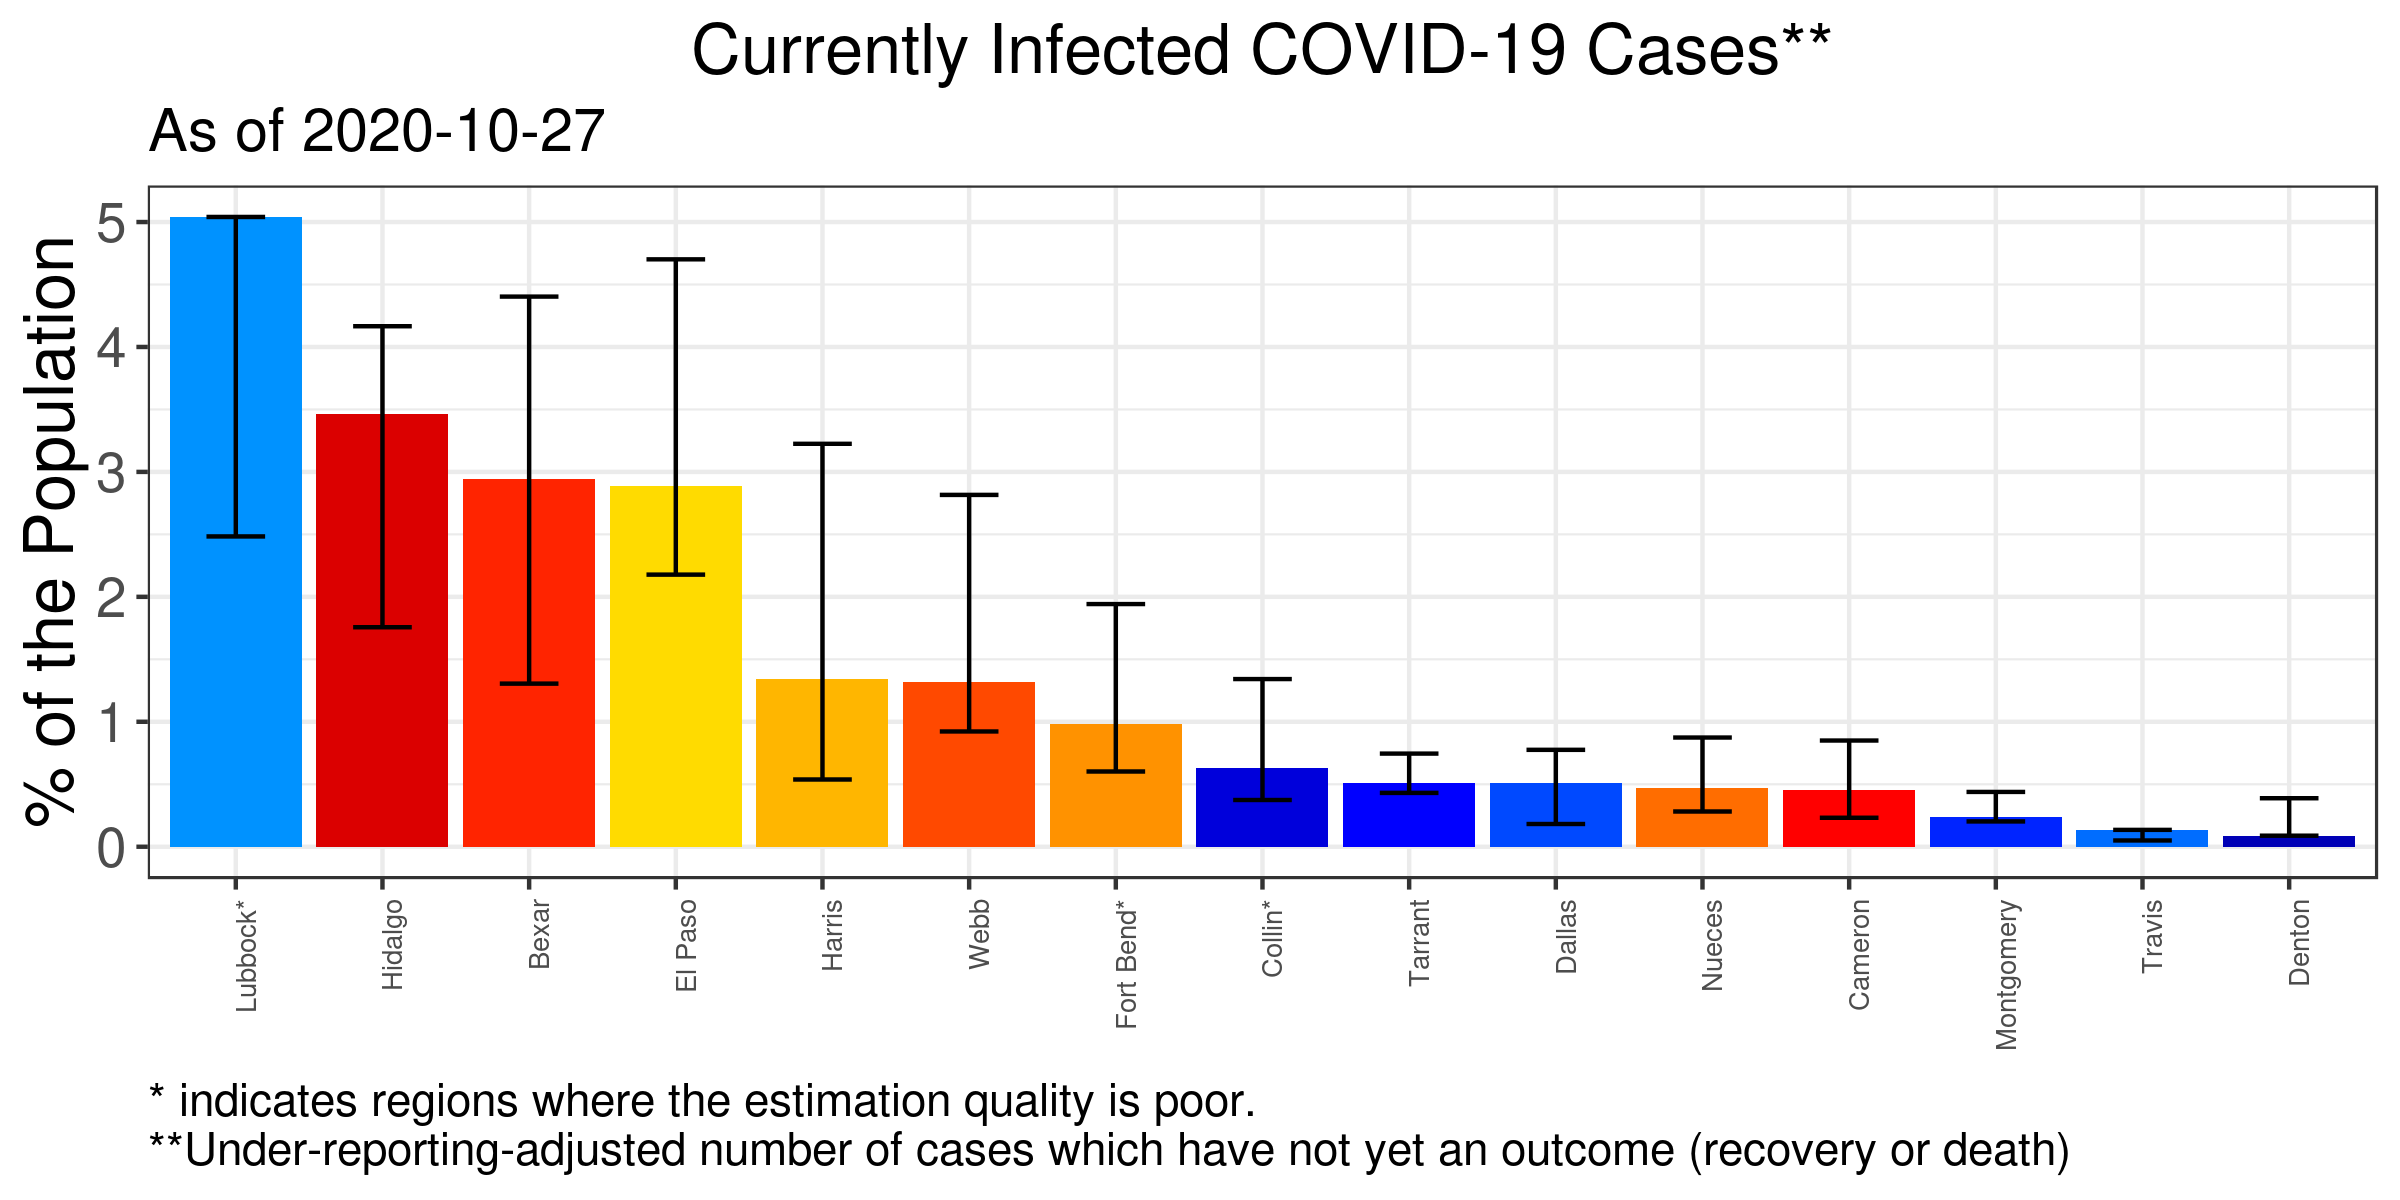 Currently Infected COVID-19 Cases**
As of 2020-10-27
% of the Population
5
4
3
2
1
0
Lubbock*
Hidalgo
Bexar
El Paso
Harris
Webb
Fort Bend*
Collin*
Tarrant
Dallas
Nueces
Cameron
Montgomery
Travis
Denton
* indicates regions where the estimation quality is poor.
**Under-reporting-adjusted number of cases which have not yet an outcome (recovery or death)